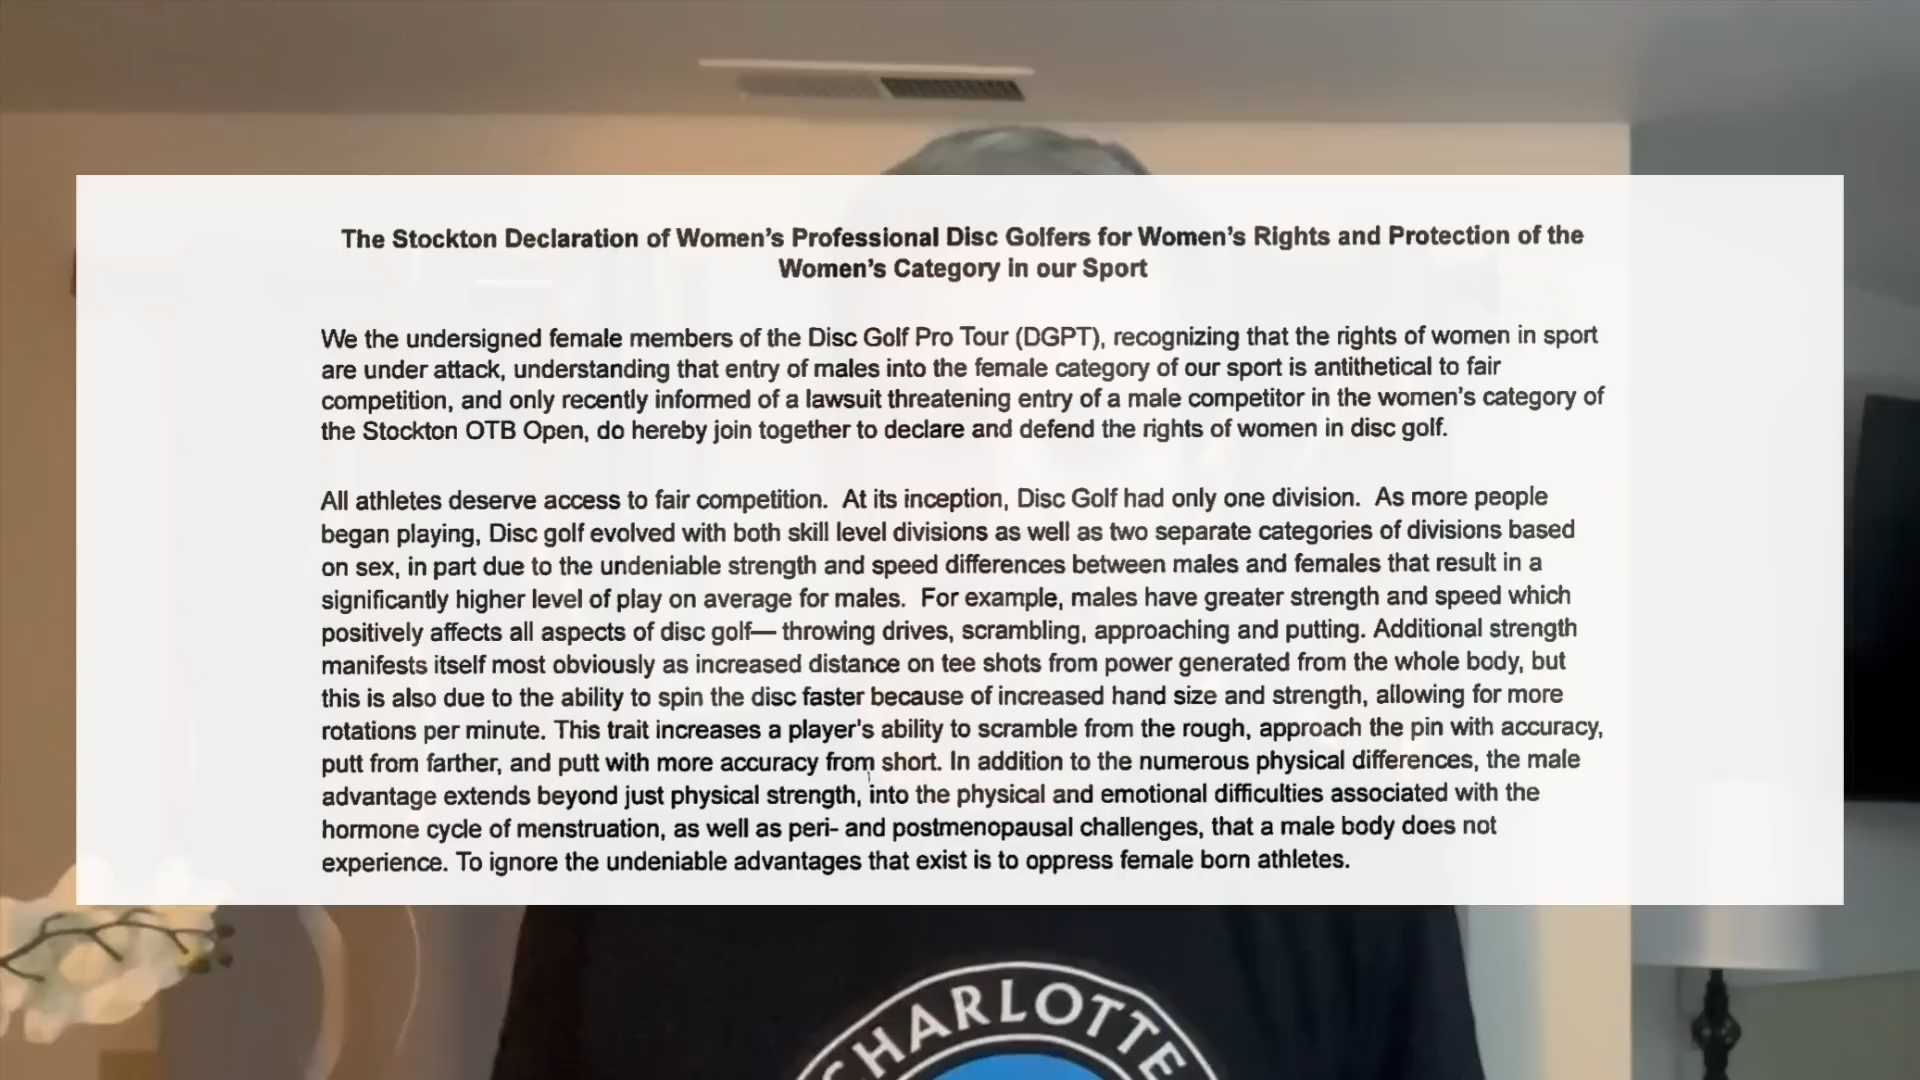 The Stockton Declaration of Women's Professional Disc Golfers for Women's Rights and Protection of the
Women's Category in our Sport
We the undersigned female members of the Disc Golf Pro Tour (DGPT), recognizing that the rights of women in sport
are under attack, understanding that entry of males into the female category of our sport is antithetical to fair
competition, and only recently informed of a lawsuit threatening entry of a male competitor in the women's category of
the Stockton OTB Open, do hereby join together to declare and defend the rights of women in disc golf.
All athletes deserve access to fair competition. At its inception, Disc Golf had only one division. As more people
began playing, Disc golf evolved with both skill level divisions as well as two separate categories of divisions based
on sex, in part due to the undeniable strength and speed differences between males and females that result in a
significantly higher level of play on average for males. For example, males have greater strength and speed which
positively affects all aspects of disc golf— throwing drives, scrambling, approaching and putting. Additional strength
manifests itself most obviously as increased distance on tee shots from power generated from the whole body, but
this is also due to the ability to spin the disc faster because of increased hand size and strength, allowing for more
rotations per minute. This trait increases a player's ability to scramble from the rough, approach the pin with accuracy,
putt from farther, and putt with more accuracy from short. In addition to the numerous physical differences, the male
advantage extends beyond just physical strength, into the physical and emotional difficulties associated with the
hormone cycle of menstruation, as well as peri- and postmenopausal challenges, that a male body does not
experience. To ignore the undeniable advantages that exist is to oppress female born athletes.
CHARLOTTE